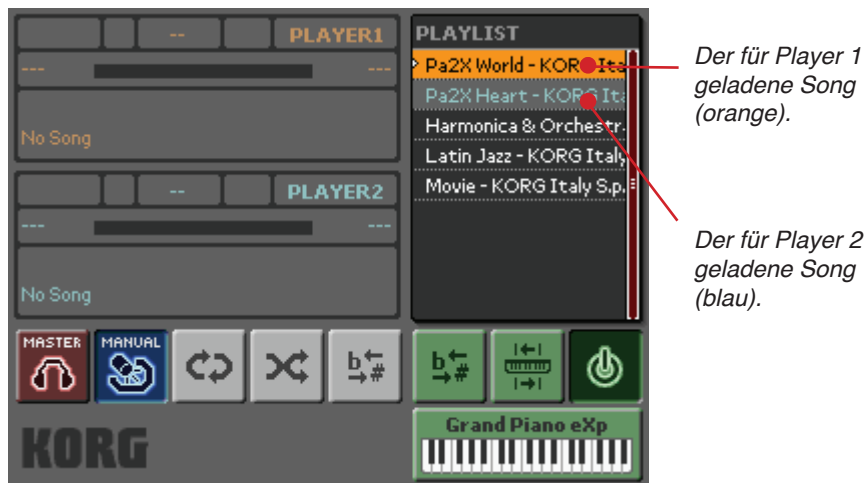 -- PLAYER1
--- ---
No Song
-- PLAYER2
--- ---
No Song
PLAYLIST
Pa2X World - KORG Ita
Pa2X Heart - KORG Ita
Harmonica & Orchestr.
Latin Jazz - KORG Italy
Movie - KORG Italy S.p.
MASTER
MANUAL
b #
b #
Grand Piano eXp
KORG
Der für Player 1
geladene Song
(orange).
Der für Player 2
geladene Song
(blau).